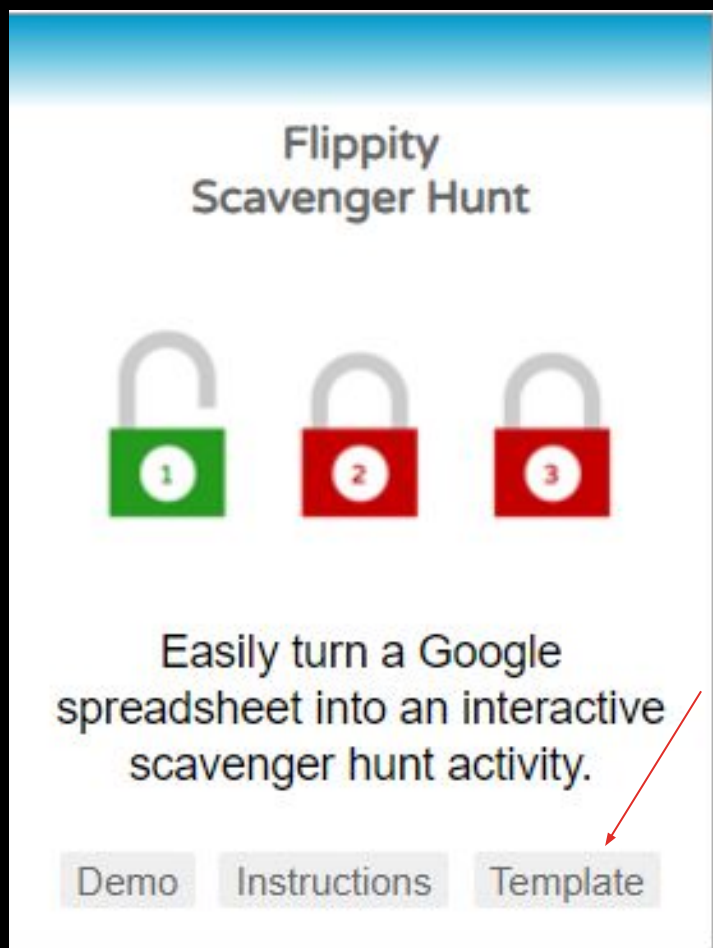 Flippity
Scavenger Hunt
1 2 3
Easily turn a Google
spreadsheet into an interactive
scavenger hunt activity.
Demo Instructions Template